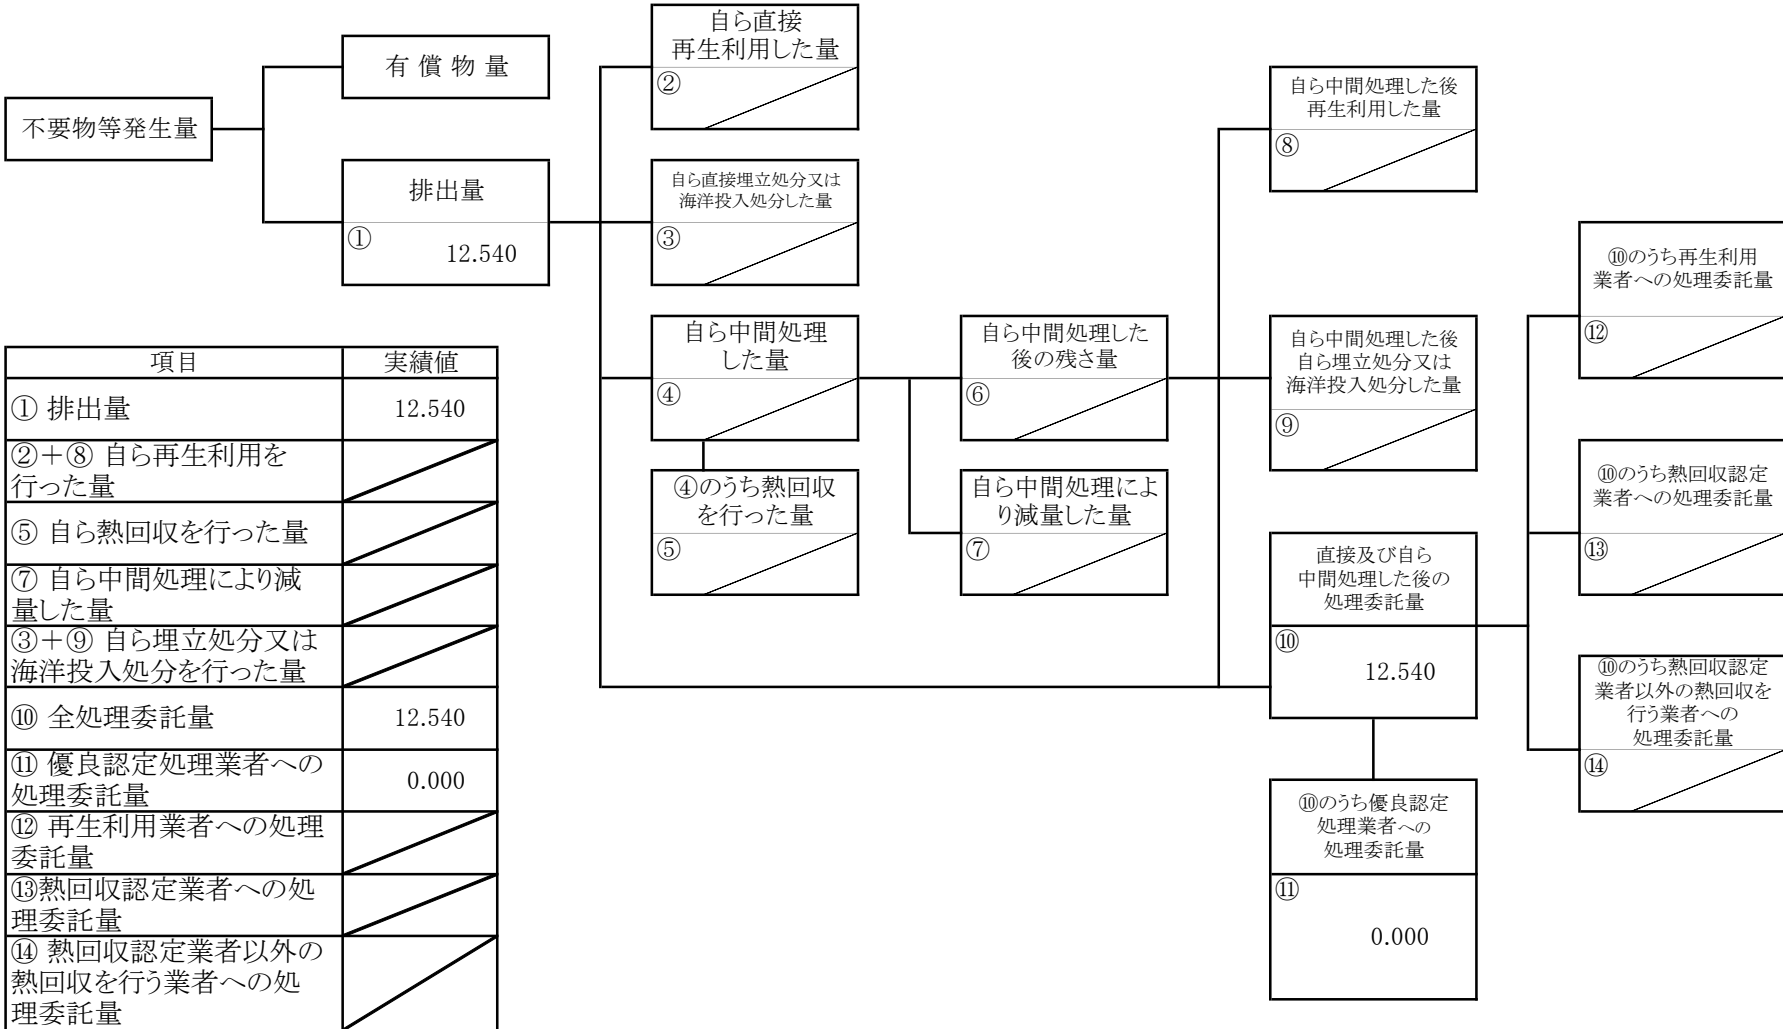 不要物等発生量
有 償 物 量
排出量
①
12.540
自ら直接
再生利用した量
②
自ら直接埋立処分又は
海洋投入処分した量
③
自ら中間処理
した量
④
④のうち熱回収
を行った量
⑤
自ら中間処理した
後の残さ量
⑥
自ら中間処理によ
り減量した量
⑦
自ら中間処理した後
再生利用した量
⑧
自ら中間処理した後
自ら埋立処分又は
海洋投入処分した量
⑨
直接及び自ら
中間処理した後の
処理委託量
⑩
12.540
⑩のうち優良認定
処理業者への
処理委託量
⑪
0.000
⑩のうち再生利用
業者への処理委託量
⑫
⑩のうち熱回収認定
業者への処理委託量
⑬
⑩のうち熱回収認定
業者以外の熱回収を
行う業者への
処理委託量
⑭
項目 実績値
① 排出量 12.540
②＋⑧ 自ら再生利用を
行った量
⑤ 自ら熱回収を行った量
⑦ 自ら中間処理により減
量した量
③＋⑨ 自ら埋立処分又は
海洋投入処分を行った量
⑩ 全処理委託量 12.540
⑪ 優良認定処理業者への
処理委託量 0.000
⑫ 再生利用業者への処理
委託量
⑬熱回収認定業者への処
理委託量
⑭ 熱回収認定業者以外の
熱回収を行う業者への処
理委託量